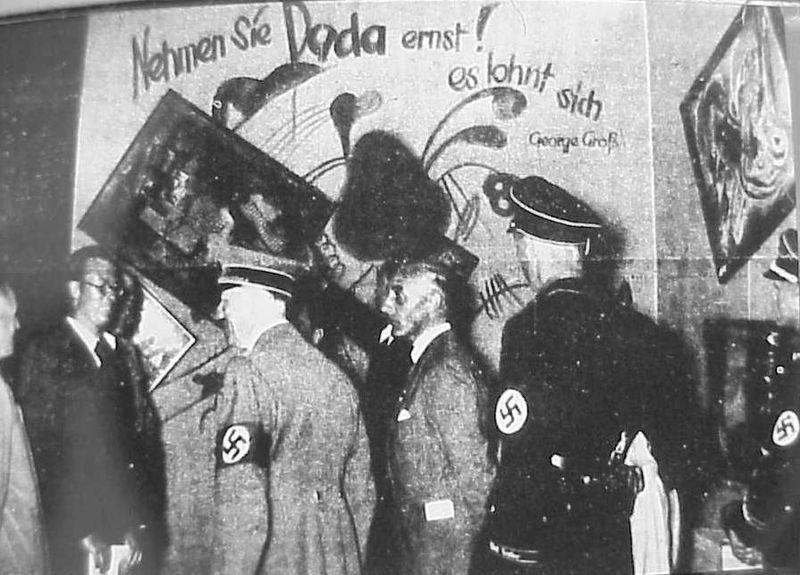 Nehmen Sie Dada ernst!
es lohnt sich
George Groß